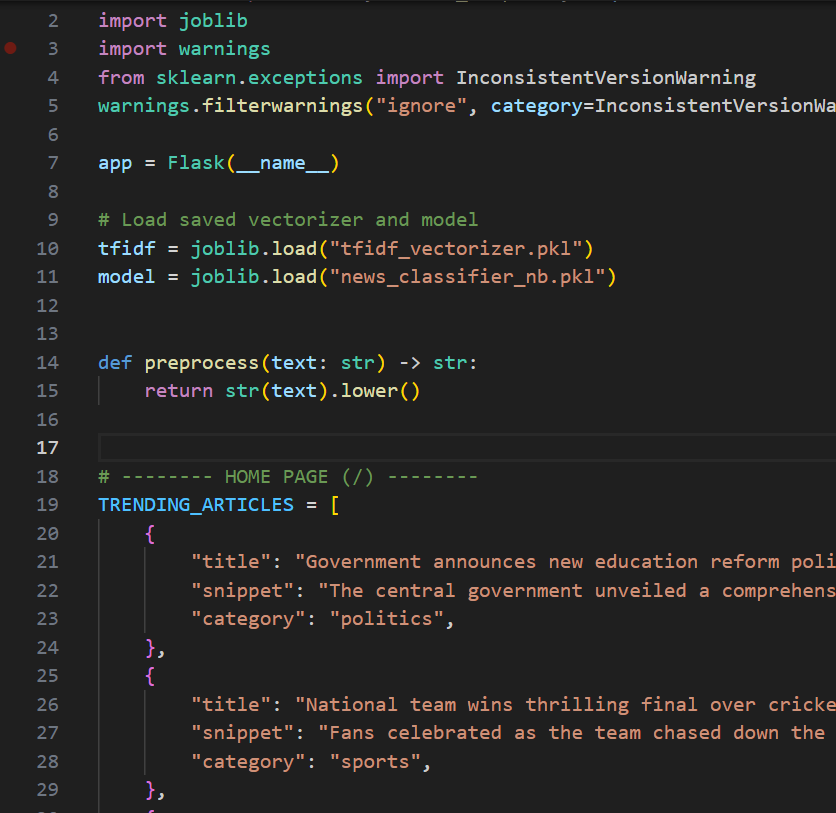 2 import joblib
3 import warnings
4 from sklearn.exceptions import InconsistentVersionWarning
5 warnings.filterwarnings("ignore", category=InconsistentVersionWa
6
7 app = Flask(__name__)
8
9 # Load saved vectorizer and model
10 tfidf = joblib.load("tfidf_vectorizer.pkl")
11 model = joblib.load("news_classifier_nb.pkl")
12
13
14 def preprocess(text: str) -> str:
15     return str(text).lower()
16
17
18 # -------- HOME PAGE (/) --------
19 TRENDING_ARTICLES = [
20     {
21         "title": "Government announces new education reform poli
22         "snippet": "The central government unveiled a comprehens
23         "category": "politics",
24     },
25     {
26         "title": "National team wins thrilling final over cricke
27         "snippet": "Fans celebrated as the team chased down the
28         "category": "sports",
29     },